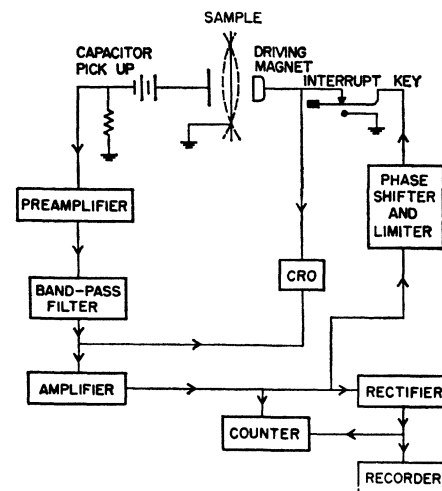 SAMPLE
CAPACITOR
PICK UP
DRIVING
MAGNET
INTERRUPT KEY
PHASE
SHIFTER
AND
LIMITER
PREAMPLIFIER
CRO
BAND-PASS
FILTER
AMPLIFIER
RECTIFIER
COUNTER
RECORDER